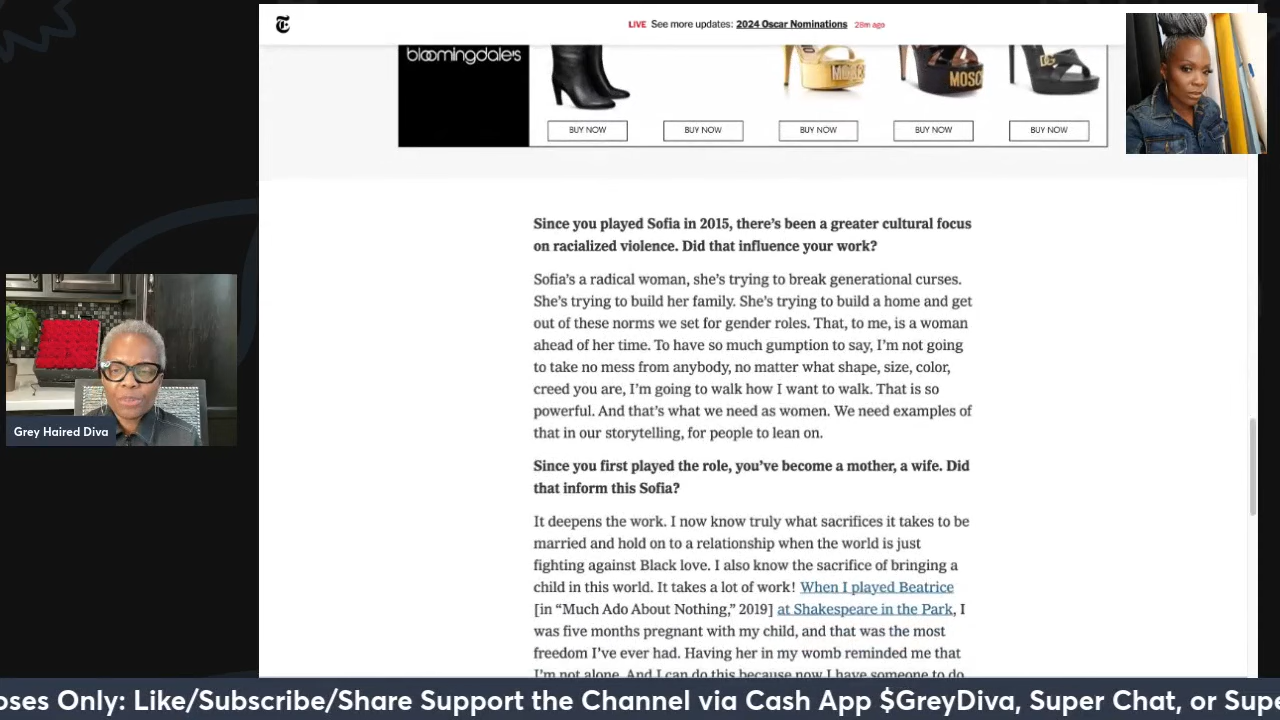 LIVE See more updates: 2024 Oscar Nominations 28m ago
bloomingdale's
MOSC
BUY NOW
BUY NOW
BUY NOW
BUY NOW
BUY NOW
Since you played Sofia in 2015, there's been a greater cultural focus
on racialized violence. Did that influence your work?
Sofia's a radical woman, she's trying to break generational curses.
She's trying to build her family. She's trying to build a home and get
out of these norms we set for gender roles. That, to me, is a woman
ahead of her time. To have so much gumption to say, I'm not going
to take no mess from anybody, no matter what shape, size, color,
creed you are, I'm going to walk how I want to walk. That is so
powerful. And that's what we need as women. We need examples of
that in our storytelling, for people to lean on.
Since you first played the role, you've become a mother, a wife. Did
that inform this Sofia?
It deepens the work. I now know truly what sacrifices it takes to be
married and hold on to a relationship when the world is just
fighting against Black love. I also know the sacrifice of bringing a
child in this world. It takes a lot of work! When I played Beatrice
[in “Much Ado About Nothing,” 2019] at Shakespeare in the Park, I
was five months pregnant with my child, and that was the most
freedom I've ever had. Having her in my womb reminded me that
I'm not alone. And I can do this because now I have someone to do
Grey Haired Diva
oses Only: Like/Subscribe/Share Support the Channel via Cash App $GreyDiva, Super Chat, or Supe